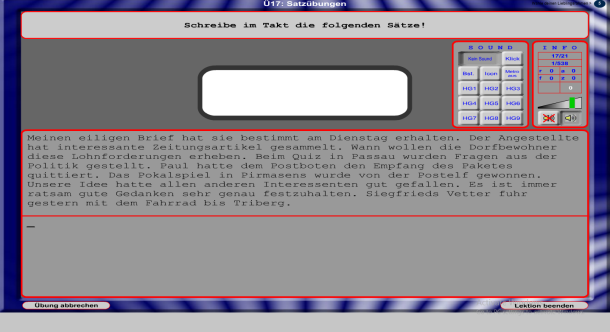 Ü17: Satzübungen
Schreibe im Takt die folgenden Sätze!
S O U N D
Kein Sound Klick
Bat. Icon
HG1 HG2 HG3
HG4 HG5 HG6
HG7 HG8 HG9
I N F O
17/21
1/538
r 0 a 0
f 0 z 0
0
Meinen eiligen Brief hat sie bestimmt am Dienstag erhalten. Der Angestellte
hat interessante Zeitungsartikel gesammelt. Wann wollen die Dorfbewohner
diese Lohnforderungen erheben. Beim Quiz in Passau wurden Fragen aus der
Politik gestellt. Paul hatte dem Postboten den Empfang des Paketes
quittiert. Das Pokalspiel in Pirmasens wurde von der Postelf gewonnen.
Unsere Idee hatte allen anderen Interessenten gut gefallen. Es ist immer
ratsam gute Gedanken sehr genau festzuhalten. Siegfrieds Vetter fuhr
gestern mit dem Fahrrad bis Triberg.
Übung abbrechen
Lektion beenden